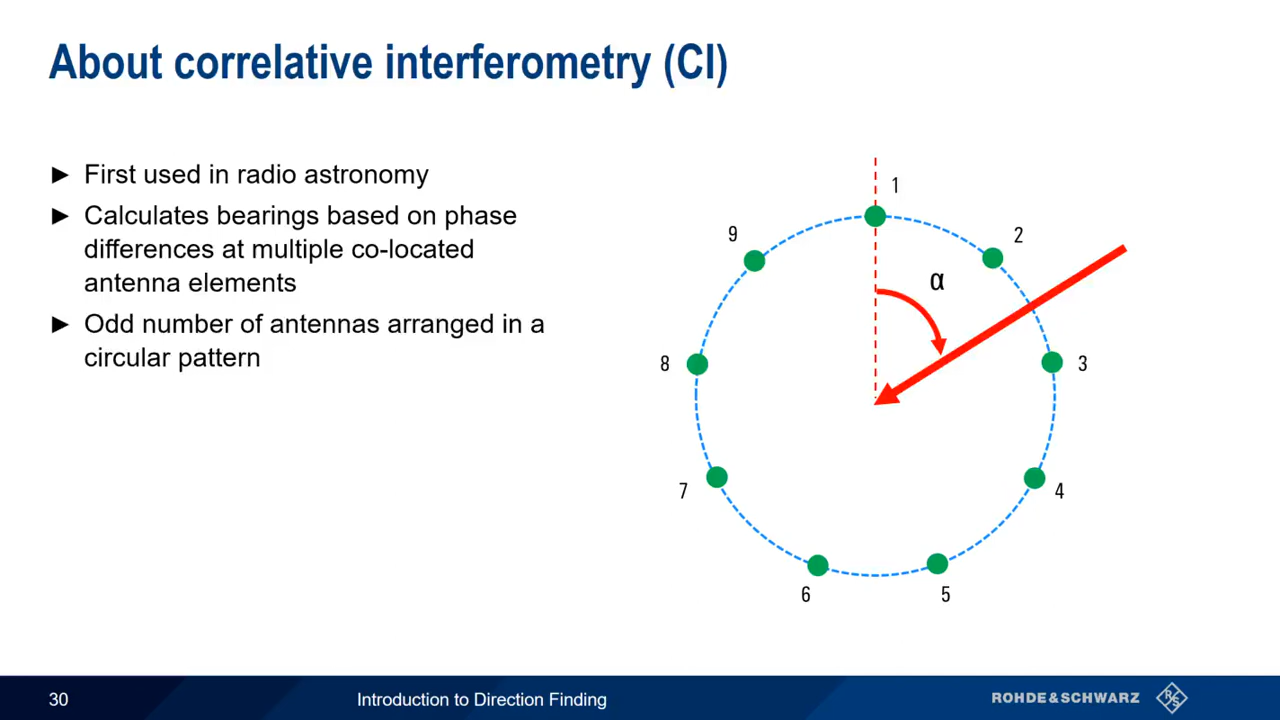 About correlative interferometry (CI)
► First used in radio astronomy
► Calculates bearings based on phase
differences at multiple co-located
antenna elements
► Odd number of antennas arranged in a
circular pattern
1
2
3
4
5
6
7
8
9
α
30
Introduction to Direction Finding
ROHDE&SCHWARZ
R
S